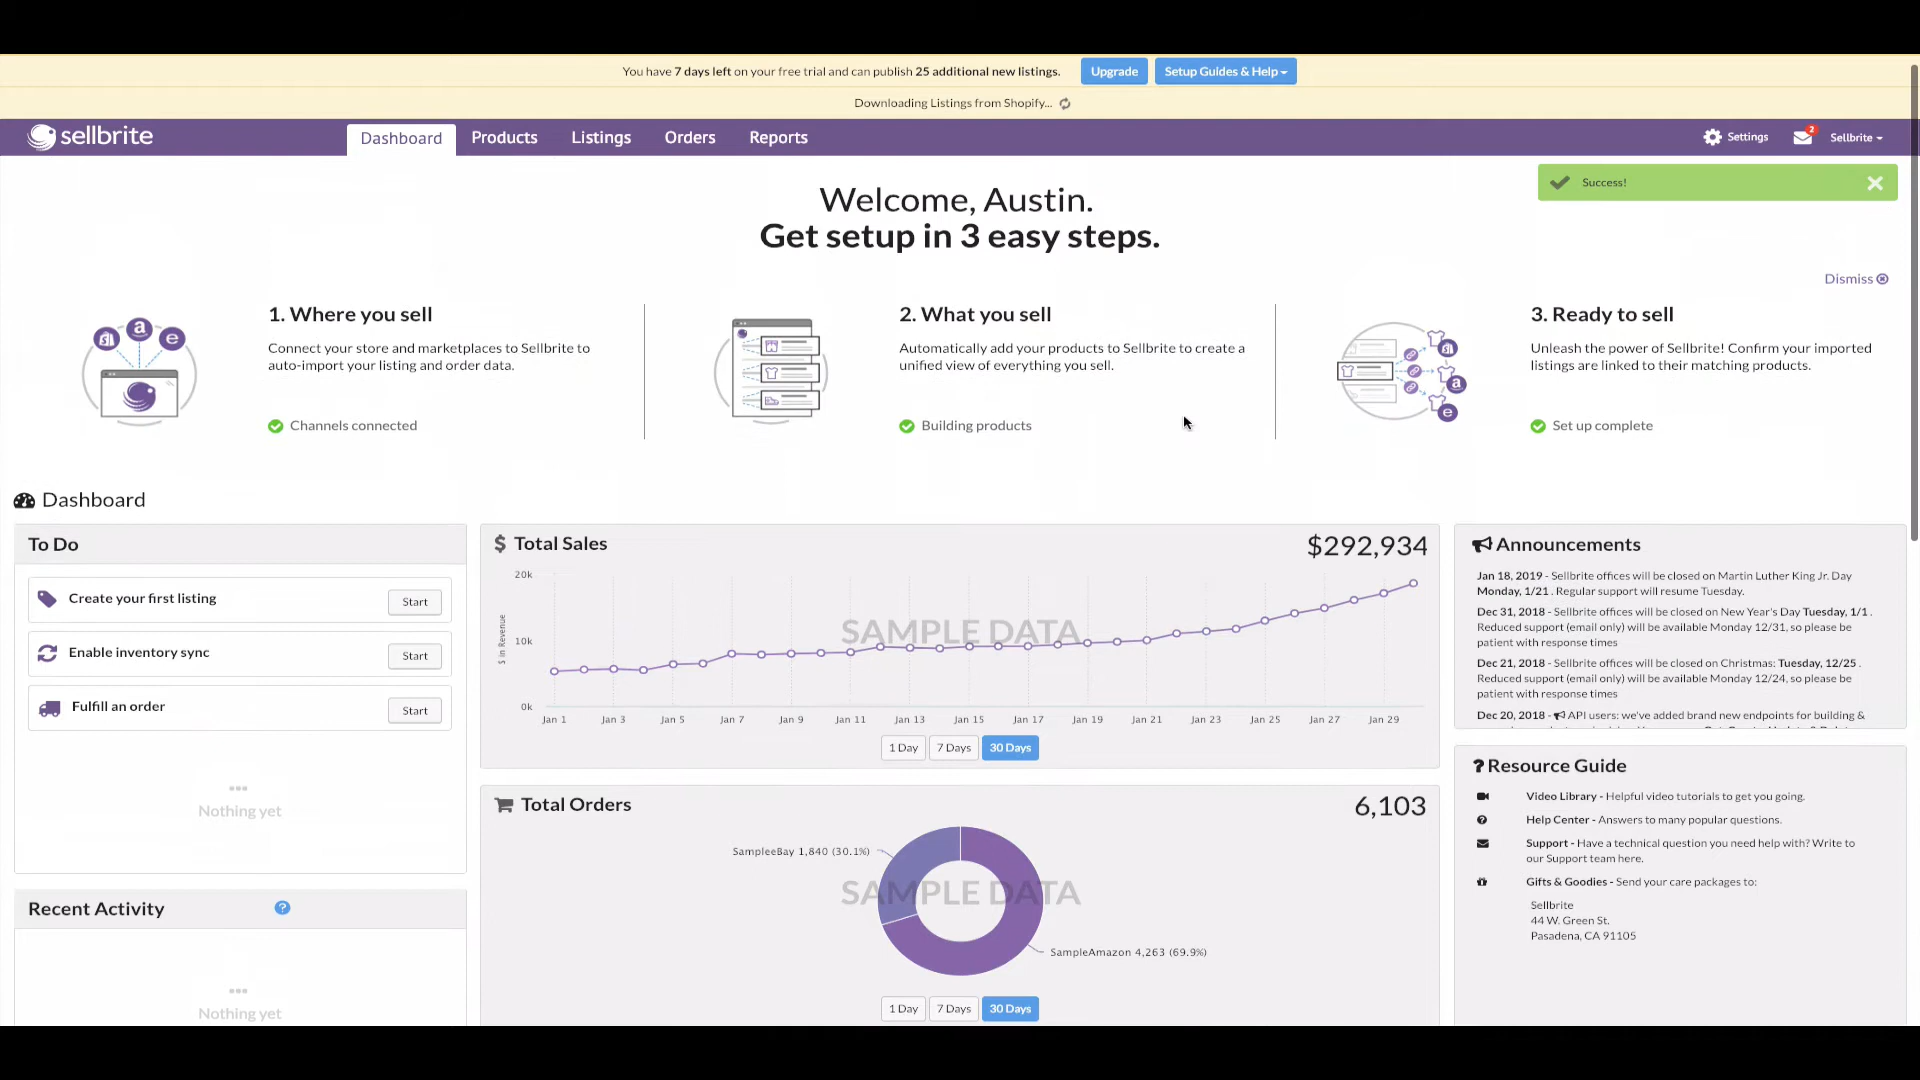 You have 7 days left on your free trial and can publish 25 additional new listings.
Upgrade
Setup Guides & Help
Downloading Listings from Shopify...
sellbrite
Dashboard
Products
Listings
Orders
Reports
Settings
2
Sellbrite
Success!
Welcome, Austin.
Get setup in 3 easy steps.
Dismiss
1. Where you sell
Connect your store and marketplaces to Sellbrite to
auto-import your listing and order data.
Channels connected
2. What you sell
Automatically add your products to Sellbrite to create a
unified view of everything you sell.
Building products
3. Ready to sell
Unleash the power of Sellbrite! Confirm your imported
listings are linked to their matching products.
Set up complete
Dashboard
To Do
Create your first listing
Start
Enable inventory sync
Start
Fulfill an order
Start
Nothing yet
Recent Activity
?
Nothing yet
$ Total Sales
$292,934
20k
10k
0k
$ in Revenue
SAMPLE DATA
Jan 1 Jan 3 Jan 5 Jan 7 Jan 9 Jan 11 Jan 13 Jan 15 Jan 17 Jan 19 Jan 21 Jan 23 Jan 25 Jan 27 Jan 29
1 Day 7 Days 30 Days
Total Orders
6,103
SampleeBay 1,840 (30.1%)
SAMPLE DATA
SampleAmazon 4,263 (69.9%)
1 Day 7 Days 30 Days
Announcements
Jan 18, 2019 - Sellbrite offices will be closed on Martin Luther King Jr. Day
Monday, 1/21 . Regular support will resume Tuesday.
Dec 31, 2018 - Sellbrite offices will be closed on New Year's Day Tuesday, 1/1 .
Reduced support (email only) will be available Monday 12/31, so please be
patient with response times
Dec 21, 2018 - Sellbrite offices will be closed on Christmas: Tuesday, 12/25 .
Reduced support (email only) will be available Monday 12/24, so please be
patient with response times
Dec 20, 2018 - API users: we've added brand new endpoints for building &
? Resource Guide
Video Library - Helpful video tutorials to get you going.
Help Center - Answers to many popular questions.
Support - Have a technical question you need help with? Write to
our Support team here.
Gifts & Goodies - Send your care packages to:
Sellbrite
44 W. Green St.
Pasadena, CA 91105